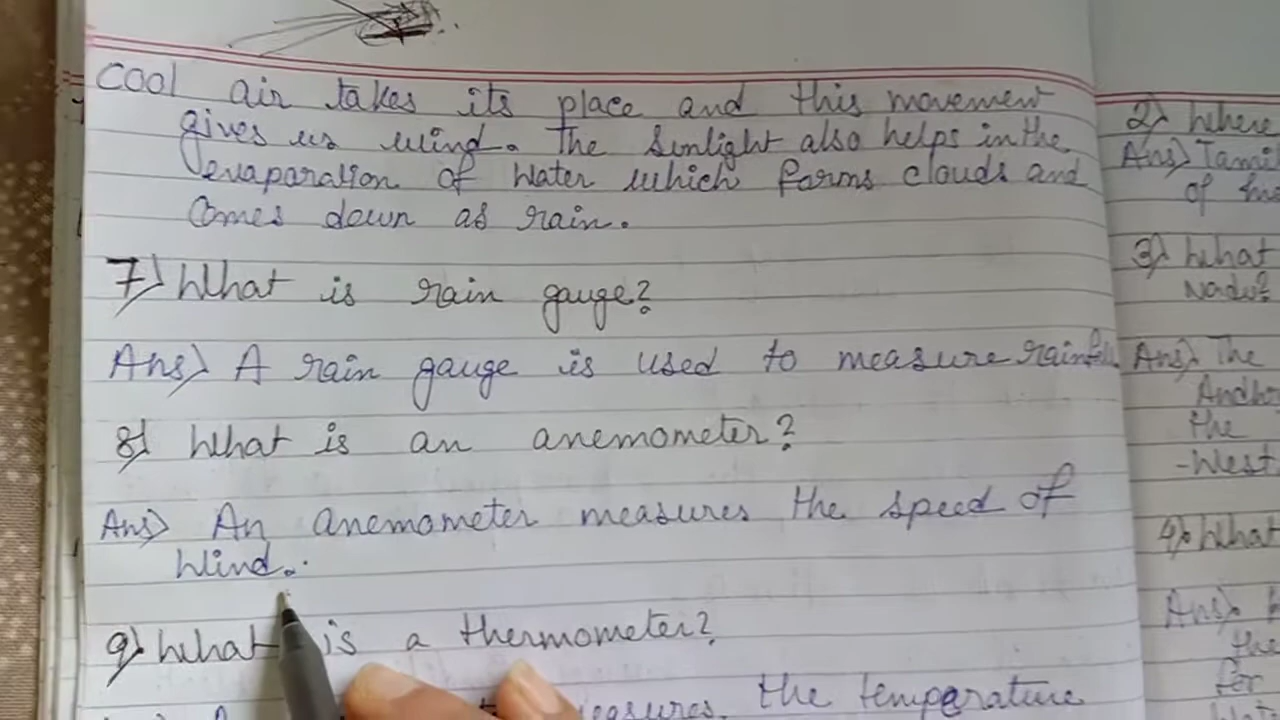 Cool air takes its place and this movement
gives us wind. The sunlight also helps in the
evaparation of water which forms clouds and
Comes down as rain.
7) What is rain gauge?
Ans) A rain gauge is used to measure rainfall.
8) What is an anemometer?
Ans) An anemometer measures the speed of
Wind.
9) What is a thermometer?
the temperature
2) Where
Ans) Tamil
of
3) What
Nadu?
Ans) The
Andhra
the
-West
4) What
Ans)
the
for